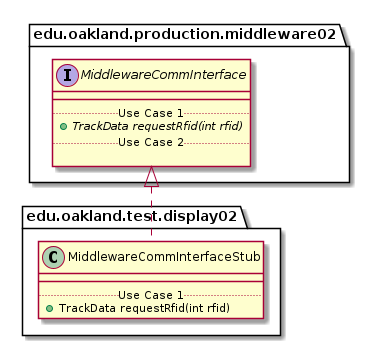 edu.oakland.production.middleware02
I MiddlewareCommInterface
Use Case 1
TrackData requestRfid(int rfid)
Use Case 2
edu.oakland.test.display02
C MiddlewareCommInterfaceStub
Use Case 1
TrackData requestRfid(int rfid)